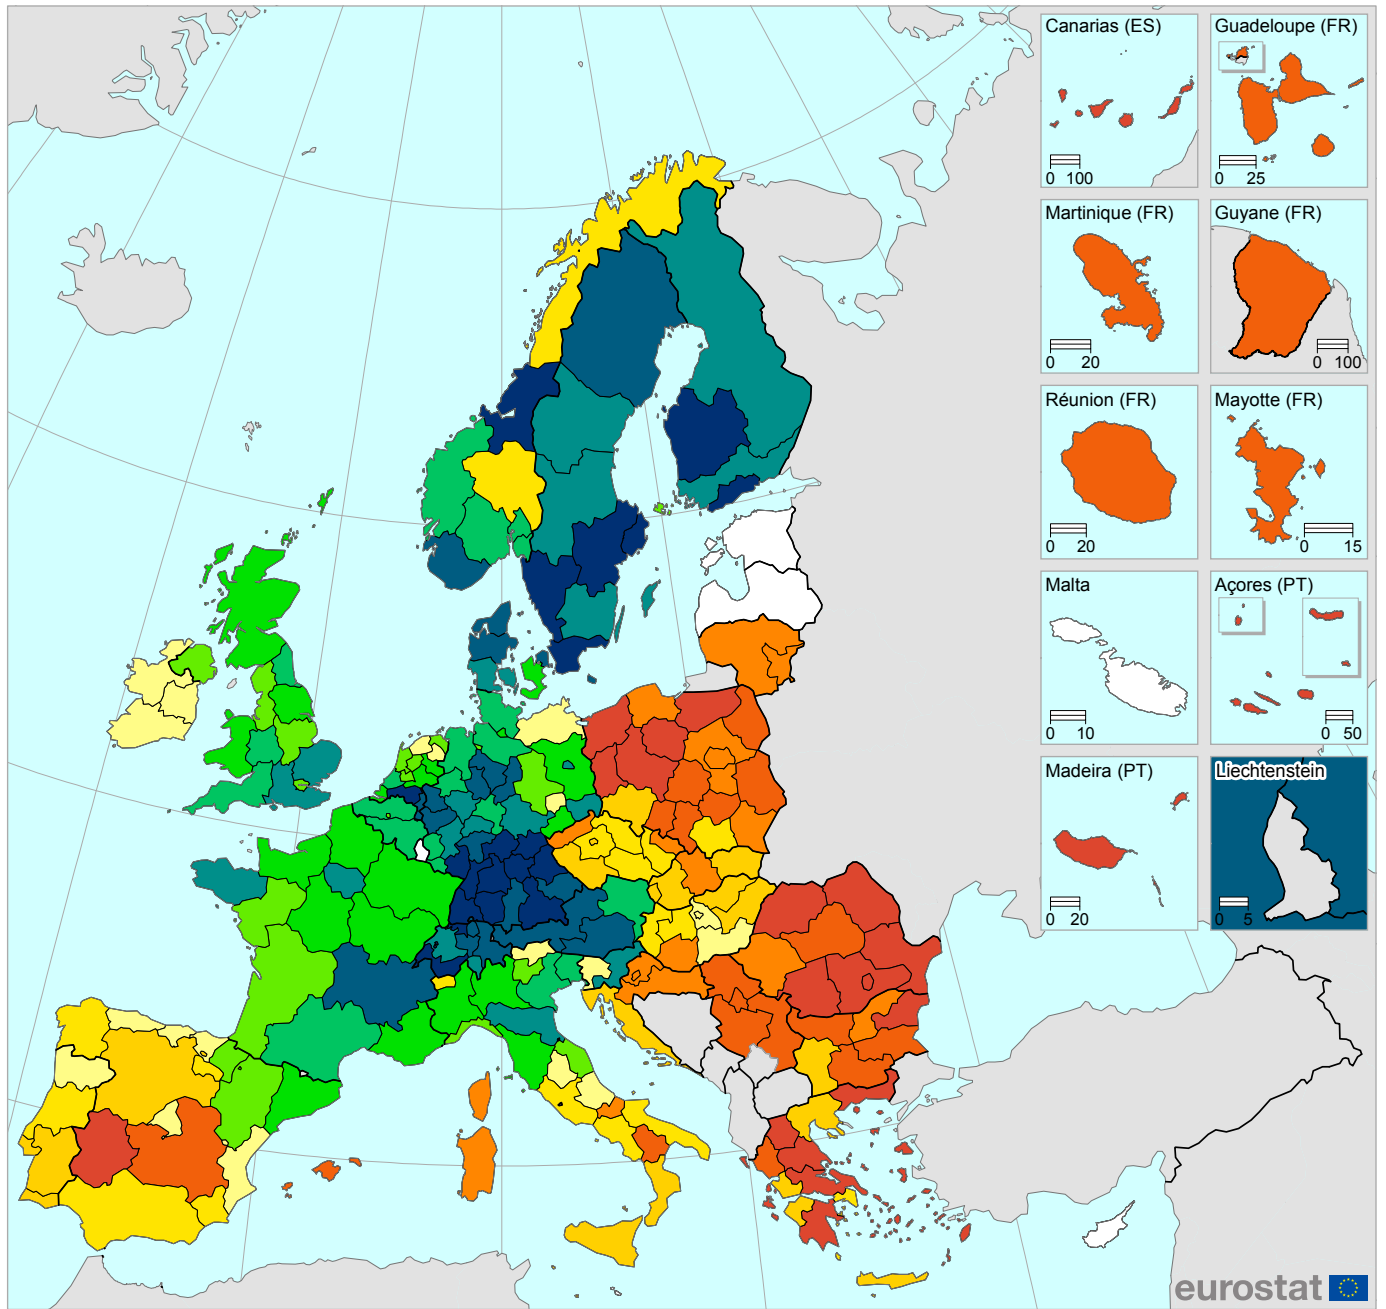 Canarias (ES)
0 100
Guadeloupe (FR)
0 25
Martinique (FR)
0 20
Guyane (FR)
0 100
Réunion (FR)
0 20
Mayotte (FR)
0 15
Malta
0 10
Açores (PT)
0 50
Madeira (PT)
0 20
Liechtenstein
0 5
eurostat